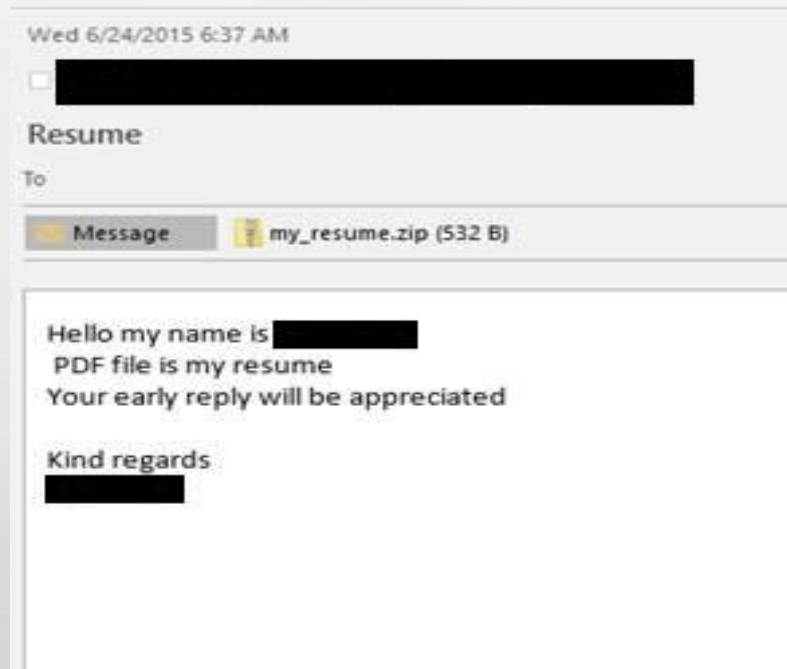 Wed 6/24/2015 6:37 AM
Resume
To
Message my_resume.zip (532 B)
Hello my name is
PDF file is my resume
Your early reply will be appreciated
Kind regards